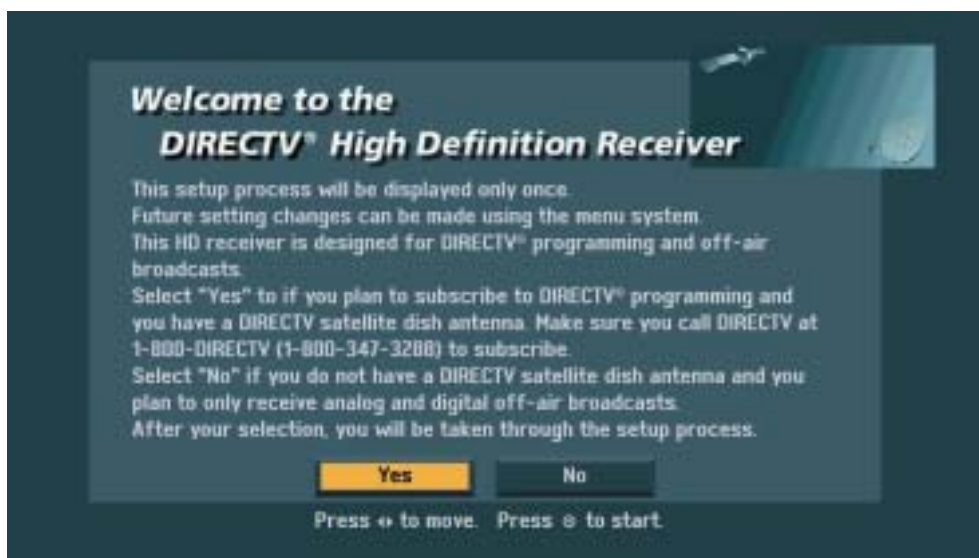 Welcome to the
DIRECTV® High Definition Receiver
This setup process will be displayed only once.
Future setting changes can be made using the menu system.
This HD receiver is designed for DIRECTV® programming and off-air
broadcasts.
Select "Yes" to if you plan to subscribe to DIRECTV® programming and
you have a DIRECTV satellite dish antenna. Make sure you call DIRECTV at
1-800-DIRECTV (1-800-347-3288) to subscribe.
Select "No" if you do not have a DIRECTV satellite dish antenna and you
plan to only receive analog and digital off-air broadcasts.
After your selection, you will be taken through the setup process.
Yes No
Press ‹› to move. Press ⊙ to start.